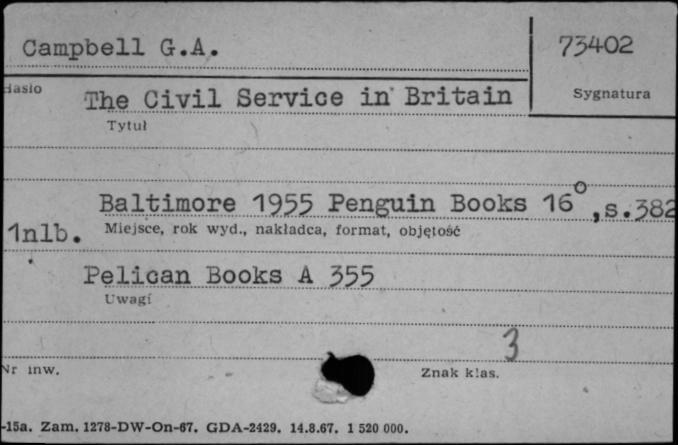 Campbell G.A. 73402
Hasło Sygnatura
The Civil Service in Britain
Tytuł
Baltimore 1955 Penguin Books 16°, s.382
1nlb. Miejsce, rok wyd., nakładca, format, objętość
Pelican Books A 355
Uwagi
3
Nr inw. Znak klas.
-15a. Zam. 1278-DW-On-67. GDA-2429. 14.8.67. 1 520 000.